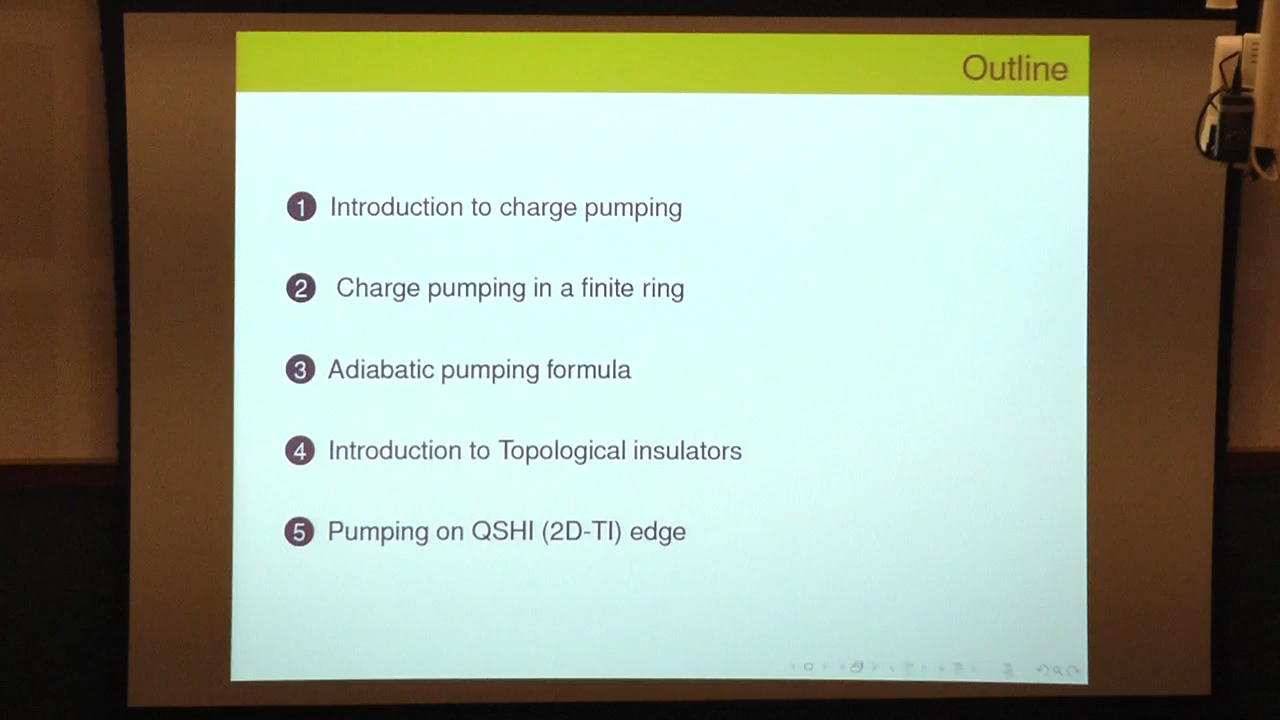 Outline
1 Introduction to charge pumping
2 Charge pumping in a finite ring
3 Adiabatic pumping formula
4 Introduction to Topological insulators
5 Pumping on QSHI (2D-TI) edge